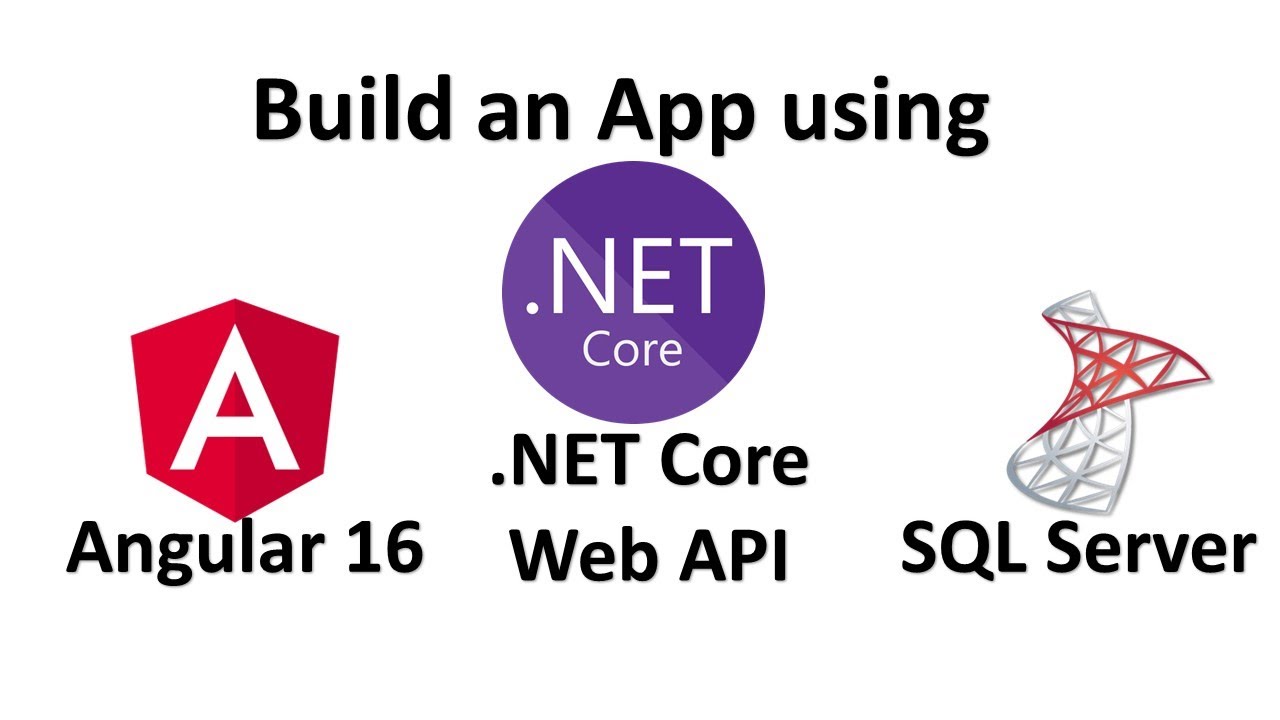 Build an App using
.NET
Core
A
.NET Core
Web API
Angular 16
SQL Server